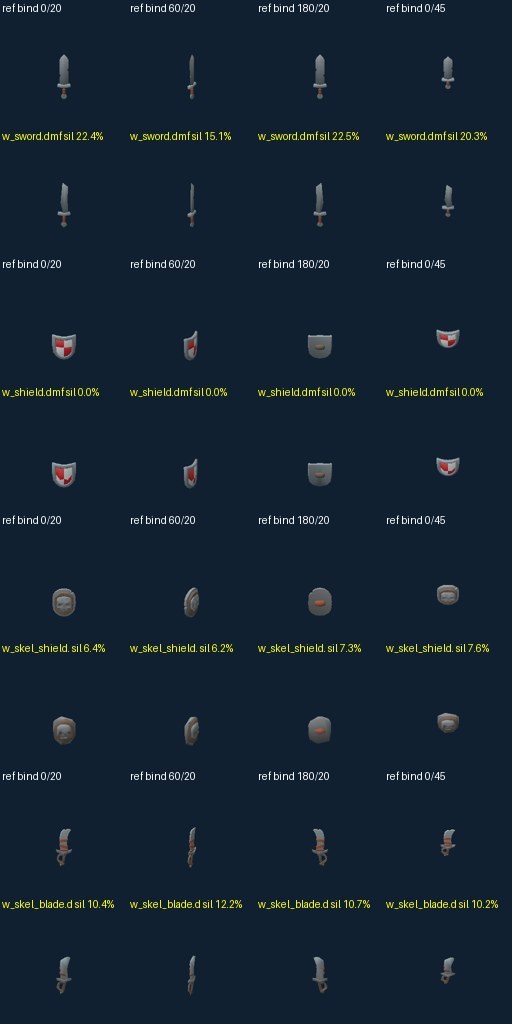 ref bind 0/20 ref bind 60/20 ref bind 180/20 ref bind 0/45
w_sword.dmf sil 22.4% w_sword.dmf sil 15.1% w_sword.dmf sil 22.5% w_sword.dmf sil 20.3%
ref bind 0/20 ref bind 60/20 ref bind 180/20 ref bind 0/45
w_shield.dmf sil 0.0% w_shield.dmf sil 0.0% w_shield.dmf sil 0.0% w_shield.dmf sil 0.0%
ref bind 0/20 ref bind 60/20 ref bind 180/20 ref bind 0/45
w_skel_shield. sil 6.4% w_skel_shield. sil 6.2% w_skel_shield. sil 7.3% w_skel_shield. sil 7.6%
ref bind 0/20 ref bind 60/20 ref bind 180/20 ref bind 0/45
w_skel_blade.d sil 10.4% w_skel_blade.d sil 12.2% w_skel_blade.d sil 10.7% w_skel_blade.d sil 10.2%